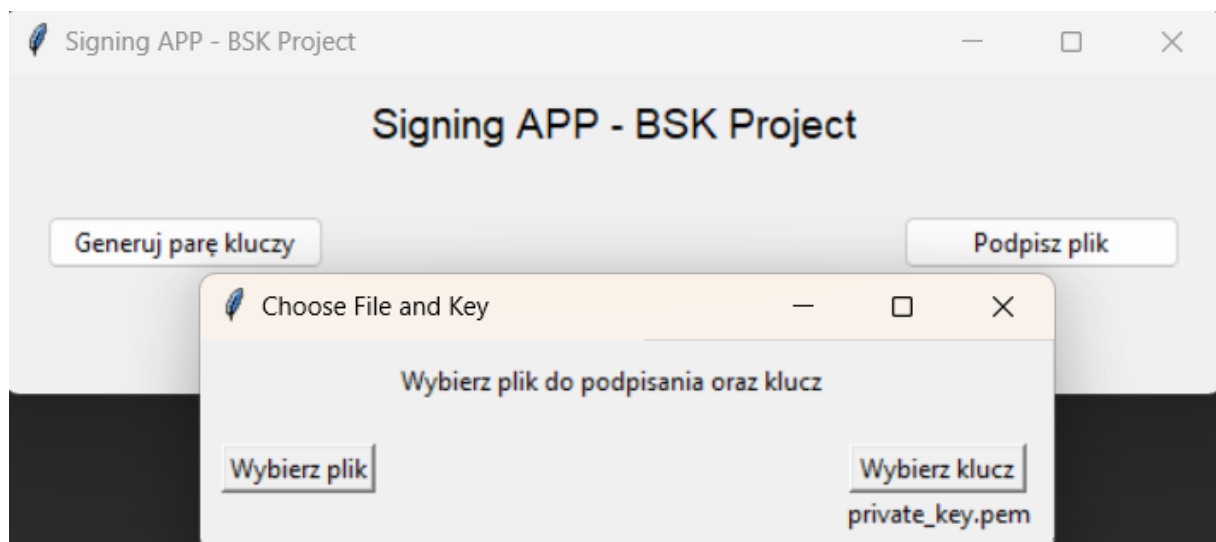 Signing APP - BSK Project
Signing APP - BSK Project
Generuj parę kluczy
Podpisz plik
Choose File and Key
Wybierz plik do podpisania oraz klucz
Wybierz plik
Wybierz klucz
private_key.pem